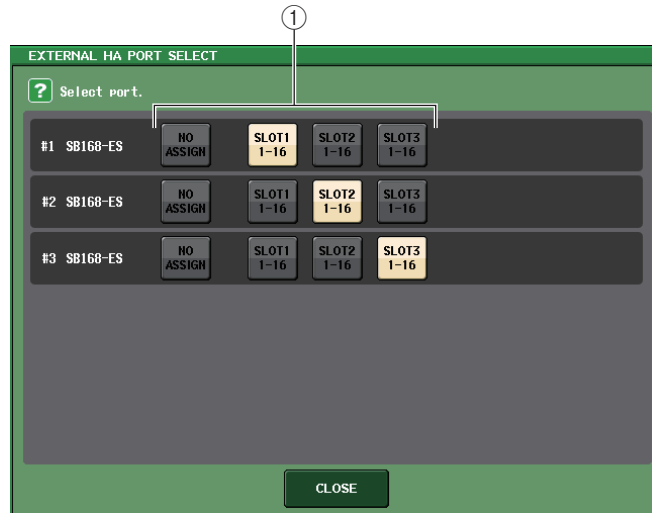 ①
EXTERNAL HA PORT SELECT
? Select port.
#1 SB168-ES NO ASSIGN SLOT1 1-16 SLOT2 1-16 SLOT3 1-16
#2 SB168-ES NO ASSIGN SLOT1 1-16 SLOT2 1-16 SLOT3 1-16
#3 SB168-ES NO ASSIGN SLOT1 1-16 SLOT2 1-16 SLOT3 1-16
CLOSE